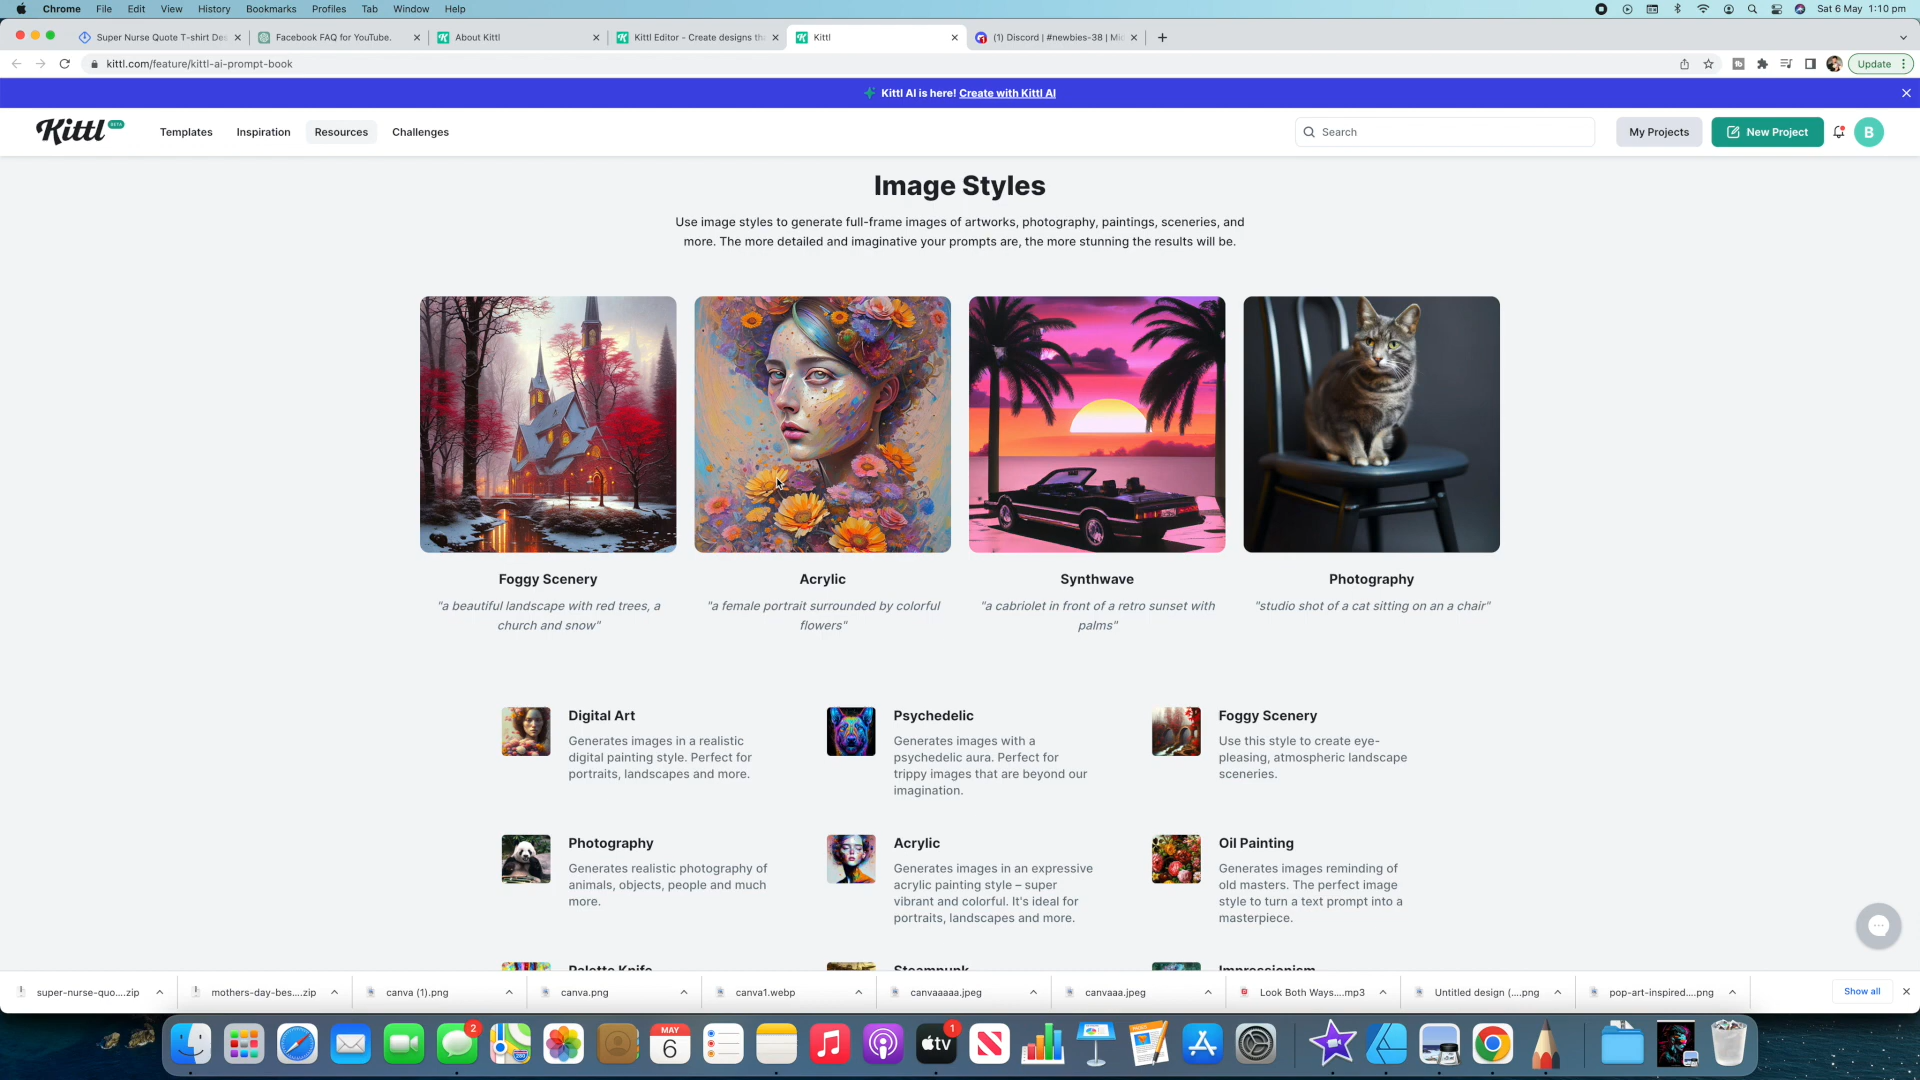 Chrome File Edit View History Bookmarks Profiles Tab Window Help
Sat 6 May 1:10 pm
Super Nurse Quote T-shirt Des
Facebook FAQ for YouTube.
About Kittl
Kittl Editor - Create designs th
Kittl
(1) Discord | #newbies-38 | Mi
kittl.com/feature/kittl-ai-prompt-book
Update
Kittl AI is here! Create with Kittl AI
Kittl BETA
Templates Inspiration Resources Challenges
Search
My Projects
New Project
B
Image Styles
Use image styles to generate full-frame images of artworks, photography, paintings, sceneries, and
more. The more detailed and imaginative your prompts are, the more stunning the results will be.
Foggy Scenery
"a beautiful landscape with red trees, a
church and snow"
Acrylic
"a female portrait surrounded by colorful
flowers"
Synthwave
"a cabriolet in front of a retro sunset with
palms"
Photography
"studio shot of a cat sitting on an a chair"
Digital Art
Generates images in a realistic
digital painting style. Perfect for
portraits, landscapes and more.
Psychedelic
Generates images with a
psychedelic aura. Perfect for
trippy images that are beyond our
imagination.
Foggy Scenery
Use this style to create eye-
pleasing, atmospheric landscape
sceneries.
Photography
Generates realistic photography of
animals, objects, people and much
more.
Acrylic
Generates images in an expressive
acrylic painting style – super
vibrant and colorful. It's ideal for
portraits, landscapes and more.
Oil Painting
Generates images reminding of
old masters. The perfect image
style to turn a text prompt into a
masterpiece.
Palette Knife
Steampunk
Impressionism
super-nurse-quo....zip
mothers-day-bes....zip
canva (1).png
canva.png
canva1.webp
canvaaaaa.jpeg
canvaaa.jpeg
Look Both Ways....mp3
Untitled design (....png
pop-art-inspired....png
Show all
2
MAY
6
tv
1